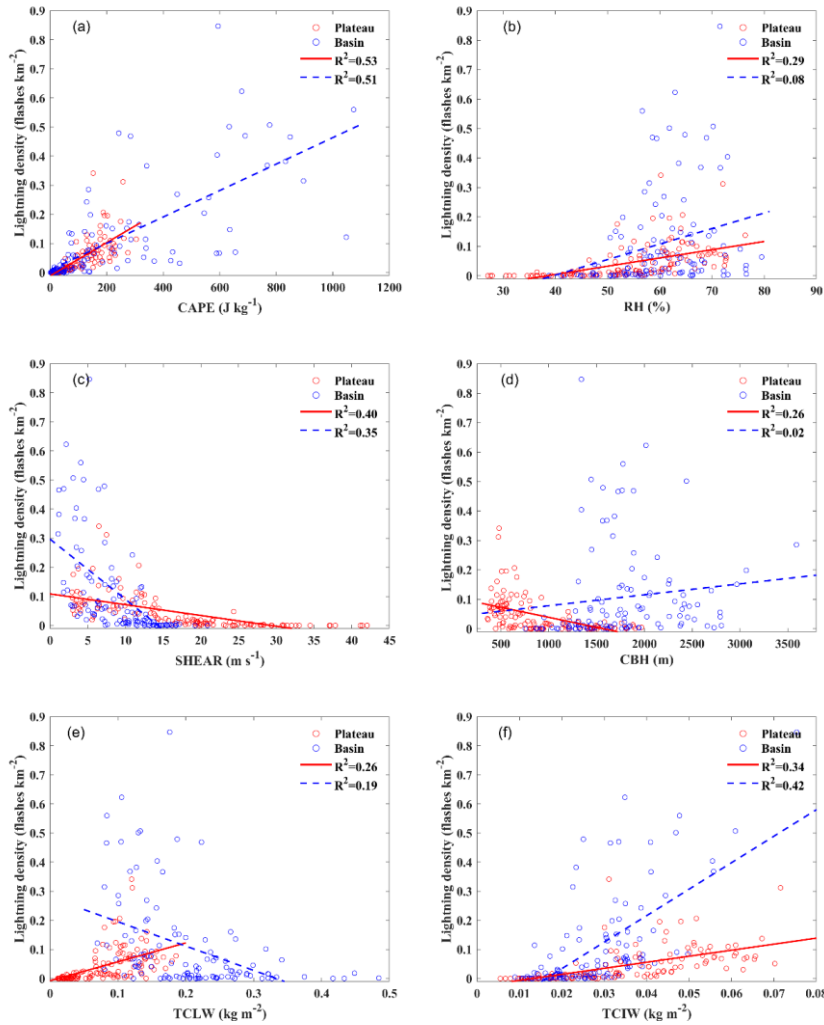 (a)
Plateau
Basin
R²=0.53
R²=0.51
0.9
0.8
0.7
0.6
0.5
0.4
0.3
0.2
0.1
0
Lightning density (flashes km⁻²)
0 200 400 600 800 1000 1200
CAPE (J kg⁻¹)
(b)
Plateau
Basin
R²=0.29
R²=0.08
0.9
0.8
0.7
0.6
0.5
0.4
0.3
0.2
0.1
0
Lightning density (flashes km⁻²)
30 40 50 60 70 80 90
RH (%)
(c)
Plateau
Basin
R²=0.40
R²=0.35
0.9
0.8
0.7
0.6
0.5
0.4
0.3
0.2
0.1
0
Lightning density (flashes km⁻²)
0 5 10 15 20 25 30 35 40 45
SHEAR (m s⁻¹)
(d)
Plateau
Basin
R²=0.26
R²=0.02
0.9
0.8
0.7
0.6
0.5
0.4
0.3
0.2
0.1
0
Lightning density (flashes km⁻²)
500 1000 1500 2000 2500 3000 3500
CBH (m)
(e)
Plateau
Basin
R²=0.26
R²=0.19
0.9
0.8
0.7
0.6
0.5
0.4
0.3
0.2
0.1
0
Lightning density (flashes km⁻²)
0 0.1 0.2 0.3 0.4 0.5
TCLW (kg m⁻²)
(f)
Plateau
Basin
R²=0.34
R²=0.42
0.9
0.8
0.7
0.6
0.5
0.4
0.3
0.2
0.1
0
Lightning density (flashes km⁻²)
0 0.01 0.02 0.03 0.04 0.05 0.06 0.07 0.08
TCIW (kg m⁻²)